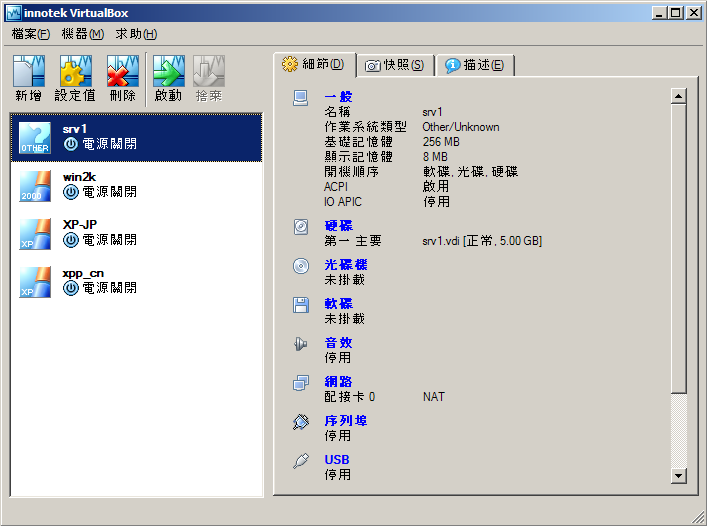 innotek VirtualBox
檔案(F) 機器(M) 求助(H)
新增 設定值 刪除 啟動 捨棄
細節(D) 快照(S) 描述(E)
OTHER srv1
電源關閉
2000 win2k
電源關閉
XP XP-JP
電源關閉
XP xpp_cn
電源關閉
一般
名稱 srv1
作業系統類型 Other/Unknown
基礎記憶體 256 MB
顯示記憶體 8 MB
開機順序 軟碟, 光碟, 硬碟
ACPI 啟用
IO APIC 停用
硬碟
第一 主要 srv1.vdi [正常, 5.00 GB]
光碟機
未掛載
軟碟
未掛載
音效
停用
網路
配接卡 0 NAT
序列埠
停用
USB
停用